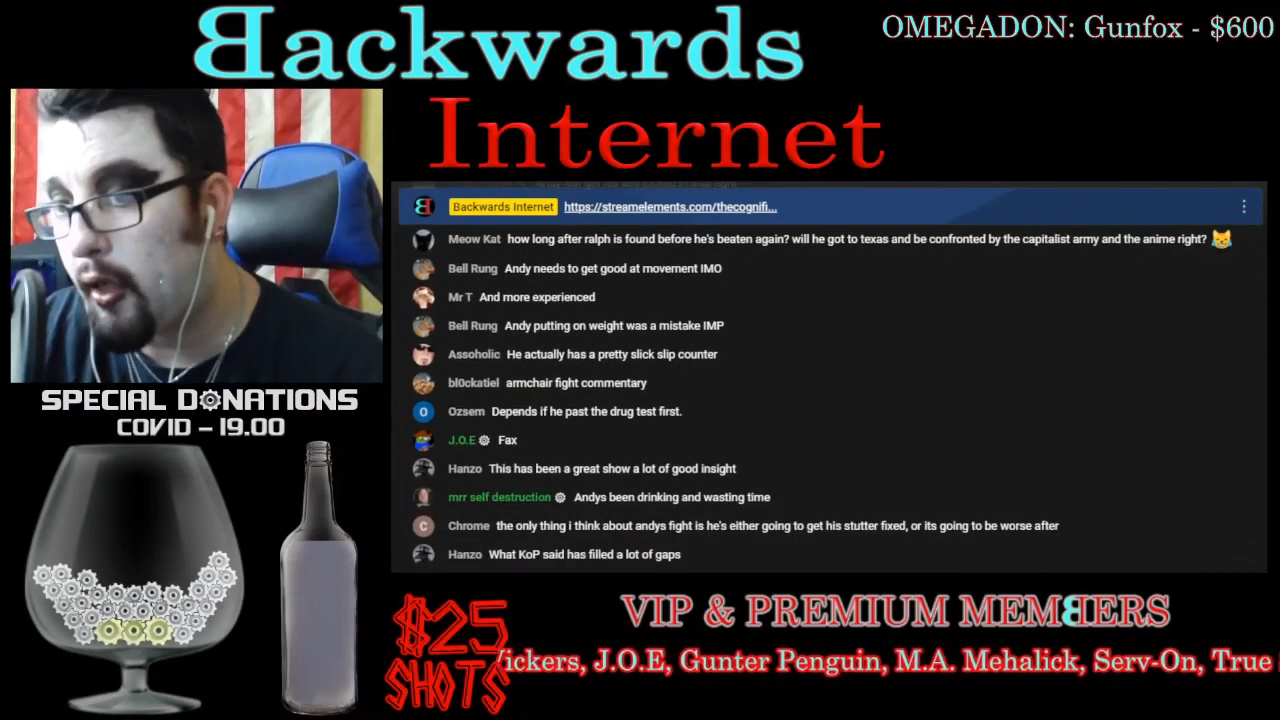 Backwards
Internet
OMEGADON: Gunfox - $600
Backwards Internet https://streamelements.com/thecognifi...
Meow Kat how long after ralph is found before he's beaten again? will he got to texas and be confronted by the capitalist army and the anime right?
Bell Rung Andy needs to get good at movement IMO
Mr T And more experienced
Bell Rung Andy putting on weight was a mistake IMP
Assoholic He actually has a pretty slick slip counter
bl0ckatiel armchair fight commentary
O Ozsem Depends if he past the drug test first.
J.O.E Fax
Hanzo This has been a great show a lot of good insight
mrr self destruction Andys been drinking and wasting time
C Chrome the only thing i think about andys fight is he's either going to get his stutter fixed, or its going to be worse after
Hanzo What KoP said has filled a lot of gaps
SPECIAL DONATIONS
COVID - 19.00
$25
SHOTS
VIP & PREMIUM MEMBERS
Vickers, J.O.E, Gunter Penguin, M.A. Mehalick, Serv-On, True